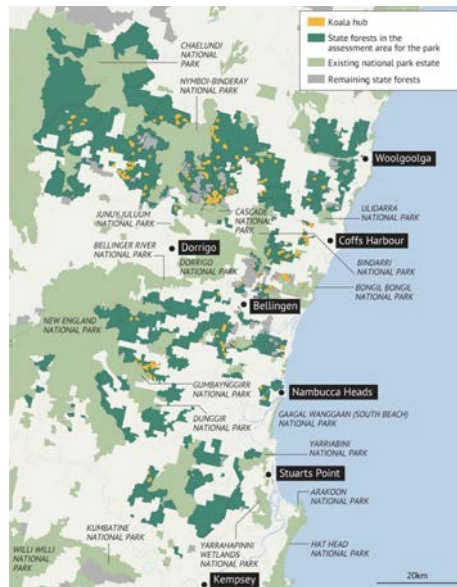 Koala hub
State forests in the
assessment area for the park
Existing national park estate
Remaining state forests
CHAELUNDI
NATIONAL
PARK
NYMBOI-BINDERAY
NATIONAL PARK
Woolgoolga
ULIDARRA
NATIONAL PARK
JUNUY JULUUM
NATIONAL PARK
CASCADE
NATIONAL
PARK
Coffs Harbour
Dorrigo
BELLINGER RIVER
NATIONAL PARK
DORRIGO
NATIONAL PARK
BINDARRI
NATIONAL PARK
BONGIL BONGIL
NATIONAL PARK
Bellingen
NEW ENGLAND
NATIONAL PARK
GUMBAYNGGIRR
NATIONAL PARK
Nambucca Heads
DUNGGIR
NATIONAL PARK
GAAGAL WANGGAAN (SOUTH BEACH)
NATIONAL PARK
YARRIABINI
NATIONAL PARK
Stuarts Point
ARAKOON
NATIONAL PARK
KUMBATINE
NATIONAL PARK
WILLI WILLI
NATIONAL
PARK
YARRAHAPINNI
WETLANDS
NATIONAL PARK
HAT HEAD
NATIONAL PARK
Kempsey
20km